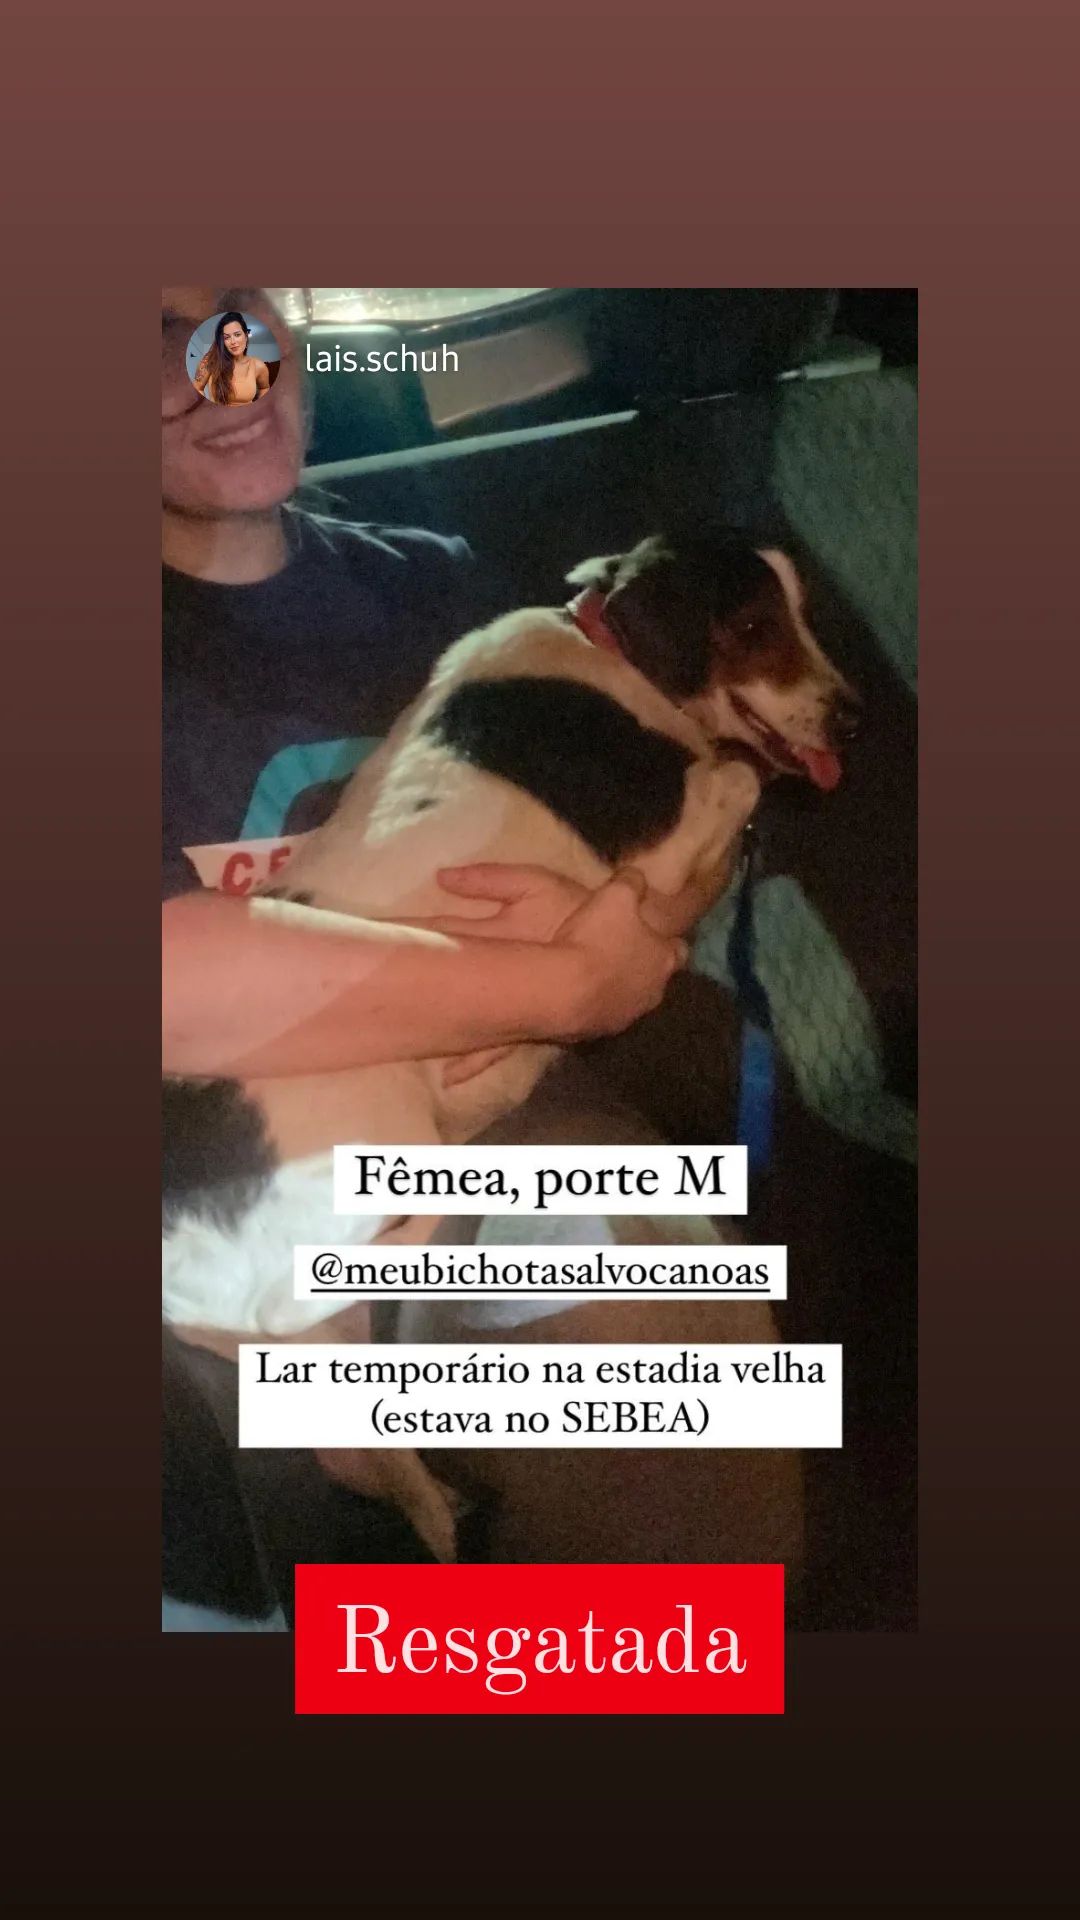 lais.schuh
Fêmea, porte M
@meubichotasalvocanoas
Lar temporário na estadia velha
(estava no SEBEA)
Resgatada